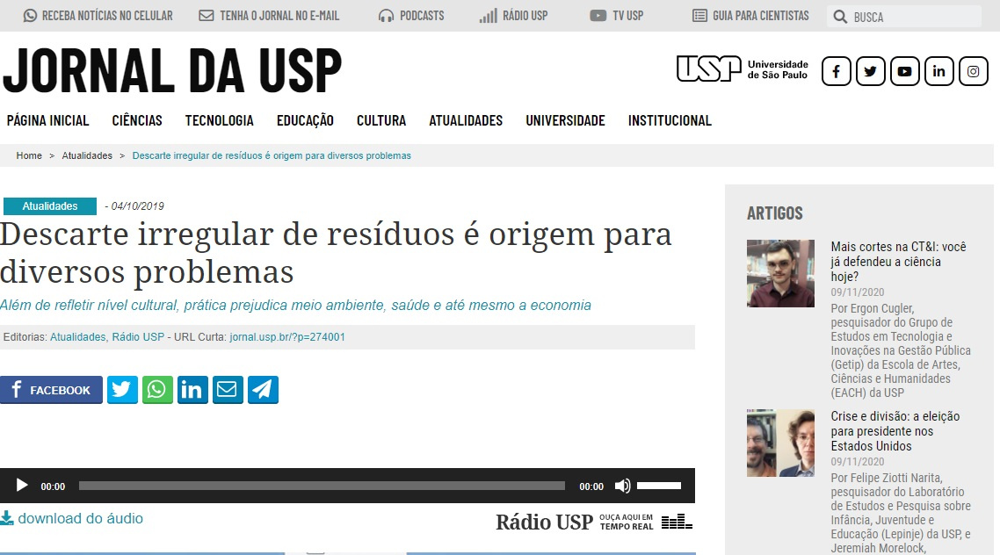 RECEBA NOTÍCIAS NO CELULAR TENHA O JORNAL NO E-MAIL PODCASTS RÁDIO USP TV USP GUIA PARA CIENTISTAS BUSCA
JORNAL DA USP
USP Universidade
de São Paulo
PÁGINA INICIAL CIÊNCIAS TECNOLOGIA EDUCAÇÃO CULTURA ATUALIDADES UNIVERSIDADE INSTITUCIONAL
Home > Atualidades > Descarte irregular de resíduos é origem para diversos problemas
Atualidades - 04/10/2019
Descarte irregular de resíduos é origem para
diversos problemas
Além de refletir nível cultural, prática prejudica meio ambiente, saúde e até mesmo a economia
Editorias: Atualidades, Rádio USP - URL Curta: jornal.usp.br/?p=274001
FACEBOOK
00:00 00:00
download do áudio
Rádio USP OUÇA AQUI EM
TEMPO REAL
ARTIGOS
Mais cortes na CT&I: você
já defendeu a ciência
hoje?
09/11/2020
Por Ergon Cugler,
pesquisador do Grupo de
Estudos em Tecnologia e
Inovações na Gestão Pública
(Getip) da Escola de Artes,
Ciências e Humanidades
(EACH) da USP
Crise e divisão: a eleição
para presidente nos
Estados Unidos
09/11/2020
Por Felipe Ziotti Narita,
pesquisador do Laboratório
de Estudos e Pesquisa sobre
Infância, Juventude e
Educação (Lepinje) da USP, e
Jeremiah Morelock,